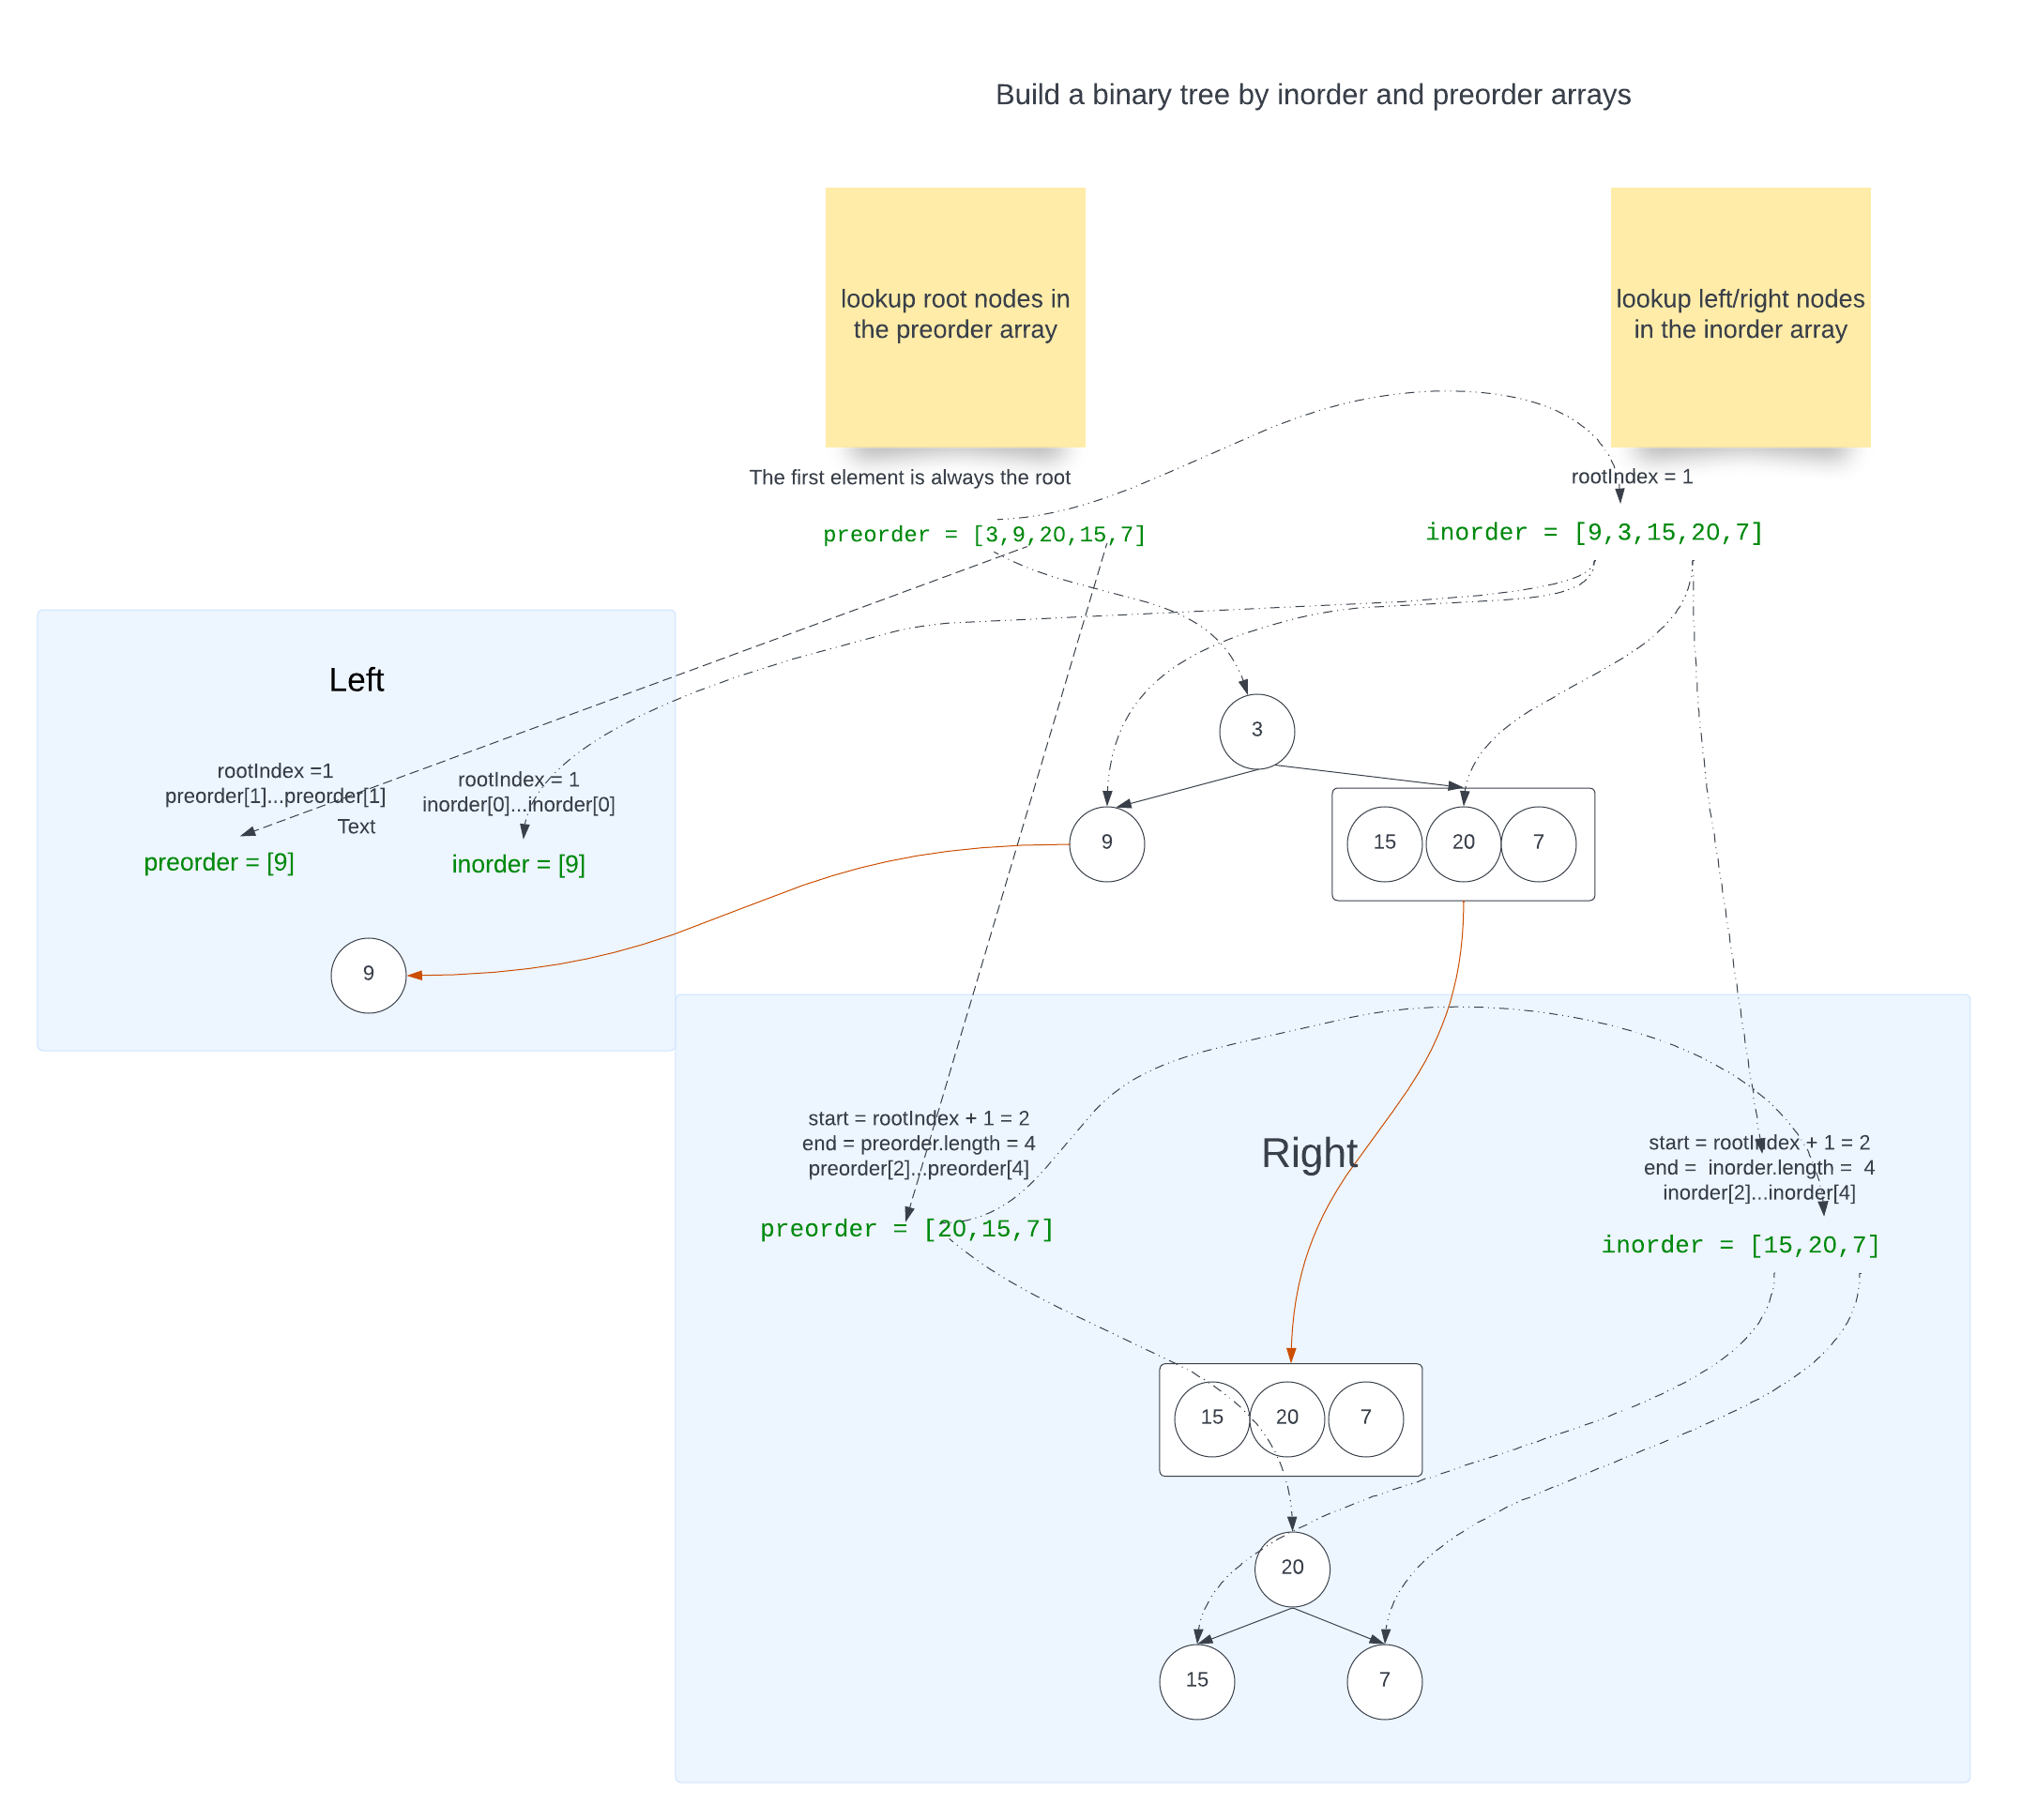 Build a binary tree by inorder and preorder arrays
lookup root nodes in
the preorder array
lookup left/right nodes
in the inorder array
The first element is always the root
rootIndex = 1
preorder = [3,9,20,15,7]
inorder = [9,3,15,20,7]
Left
3
rootIndex =1
preorder[1]...preorder[1]
rootIndex = 1
inorder[0]...inorder[0]
Text
preorder = [9]
inorder = [9]
9
15
20
7
9
start = rootIndex + 1 = 2
end = preorder.length = 4
preorder[2]...preorder[4]
Right
start = rootIndex + 1 = 2
end =  inorder.length =  4
inorder[2]...inorder[4]
preorder = [20,15,7]
inorder = [15,20,7]
15
20
7
20
15
7